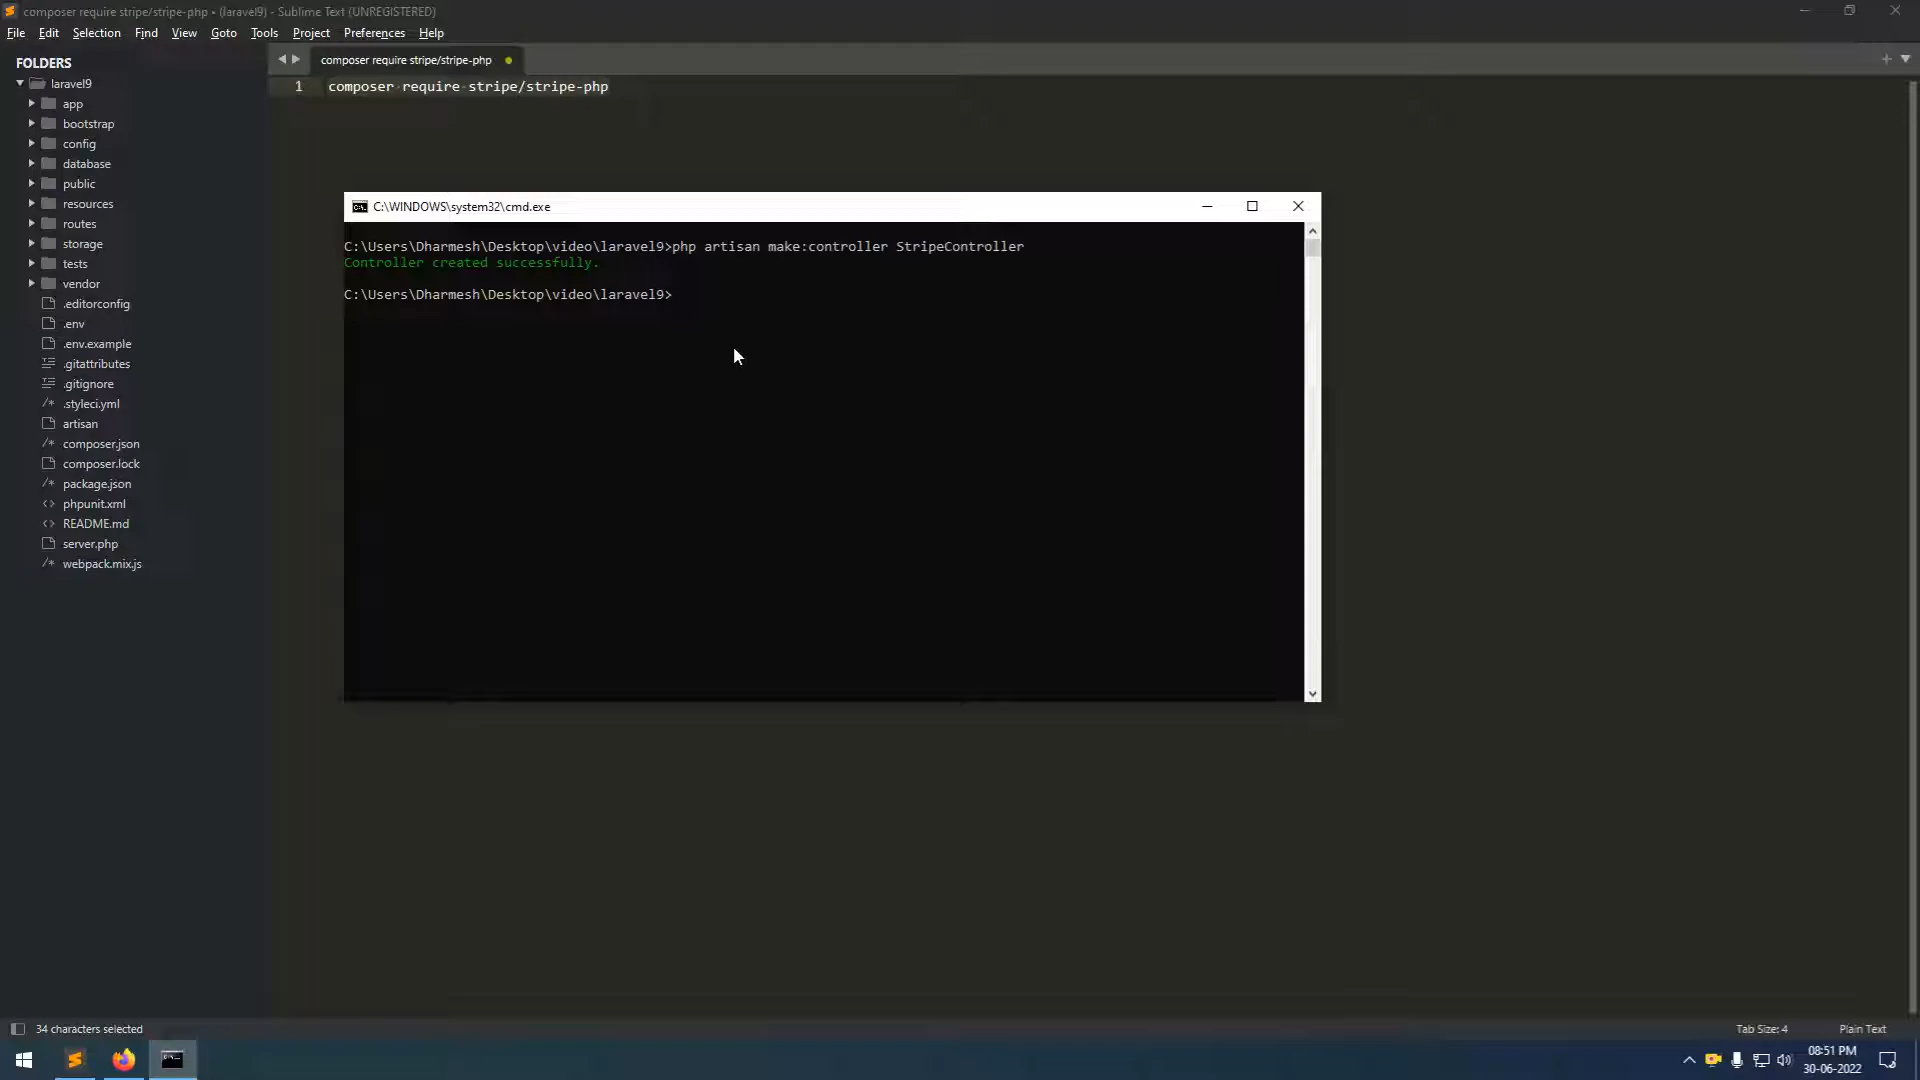 composer require stripe/stripe-php • (laravel9) - Sublime Text (UNREGISTERED)
File Edit Selection Find View Goto Tools Project Preferences Help
FOLDERS
laravel9
app
bootstrap
config
database
public
resources
routes
storage
tests
vendor
.editorconfig
.env
.env.example
.gitattributes
.gitignore
.styleci.yml
artisan
composer.json
composer.lock
package.json
phpunit.xml
README.md
server.php
webpack.mix.js
composer require stripe/stripe-php
1 composer require stripe/stripe-php
C:\WINDOWS\system32\cmd.exe
C:\Users\Dharmesh\Desktop\video\laravel9>php artisan make:controller StripeController
Controller created successfully.
C:\Users\Dharmesh\Desktop\video\laravel9>
34 characters selected
Tab Size: 4
Plain Text
08:51 PM
30-06-2022